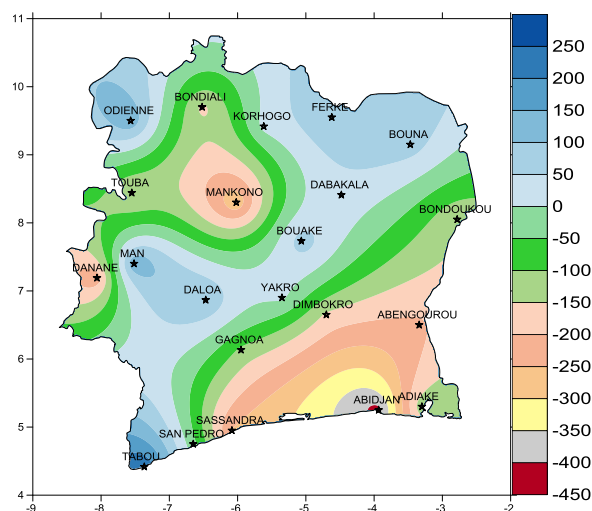 11
10
9
8
7
6
5
4
-9
-8
-7
-6
-5
-4
-3
-2
ODIENNE
BONDIALI
KORHOGO
FERKE
BOUNA
TOUBA
MANKONO
DABAKALA
BONDOUKOU
BOUAKE
MAN
DANANE
DALOA
YAKRO
DIMBOKRO
ABENGOUROU
GAGNOA
ABIDJAN
ADIAKE
SASSANDRA
SAN PEDRO
TABOU
250
200
150
100
50
0
-50
-100
-150
-200
-250
-300
-350
-400
-450